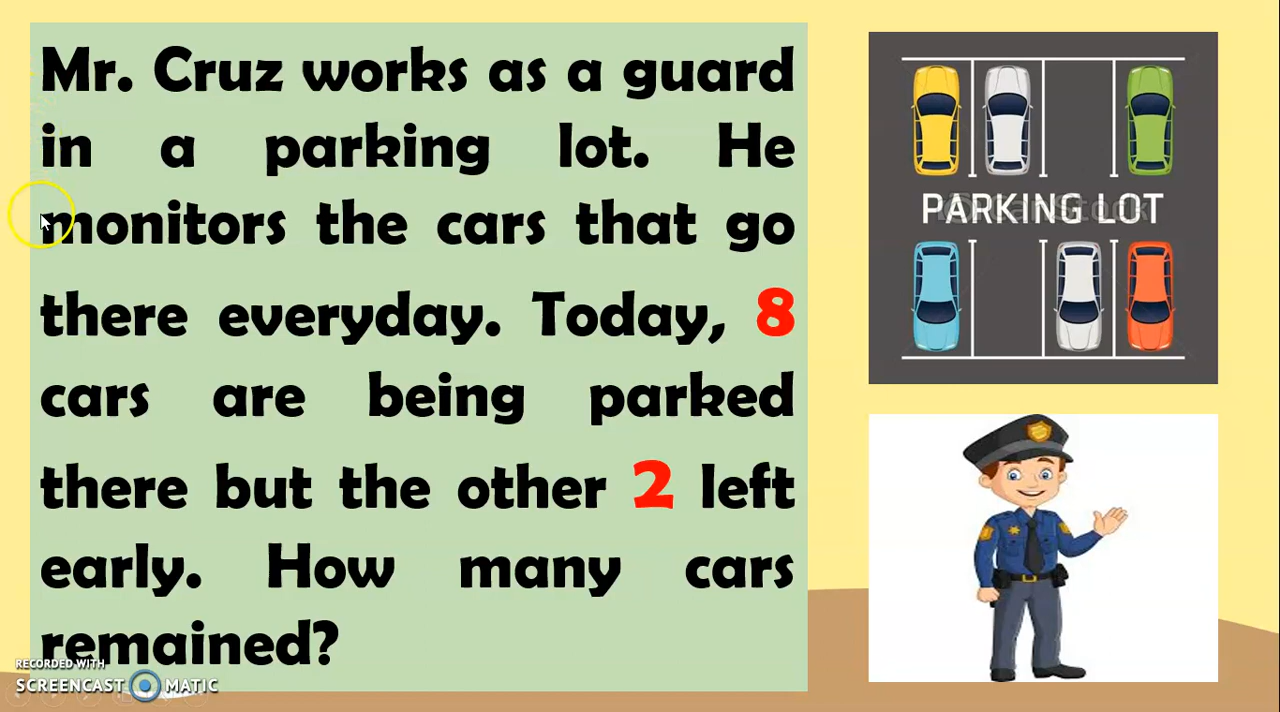 Mr. Cruz works as a guard
in a parking lot. He
monitors the cars that go
there everyday. Today, 8
cars are being parked
there but the other 2 left
early. How many cars
remained?
PARKING LOT
RECORDED WITH
SCREENCAST MATIC